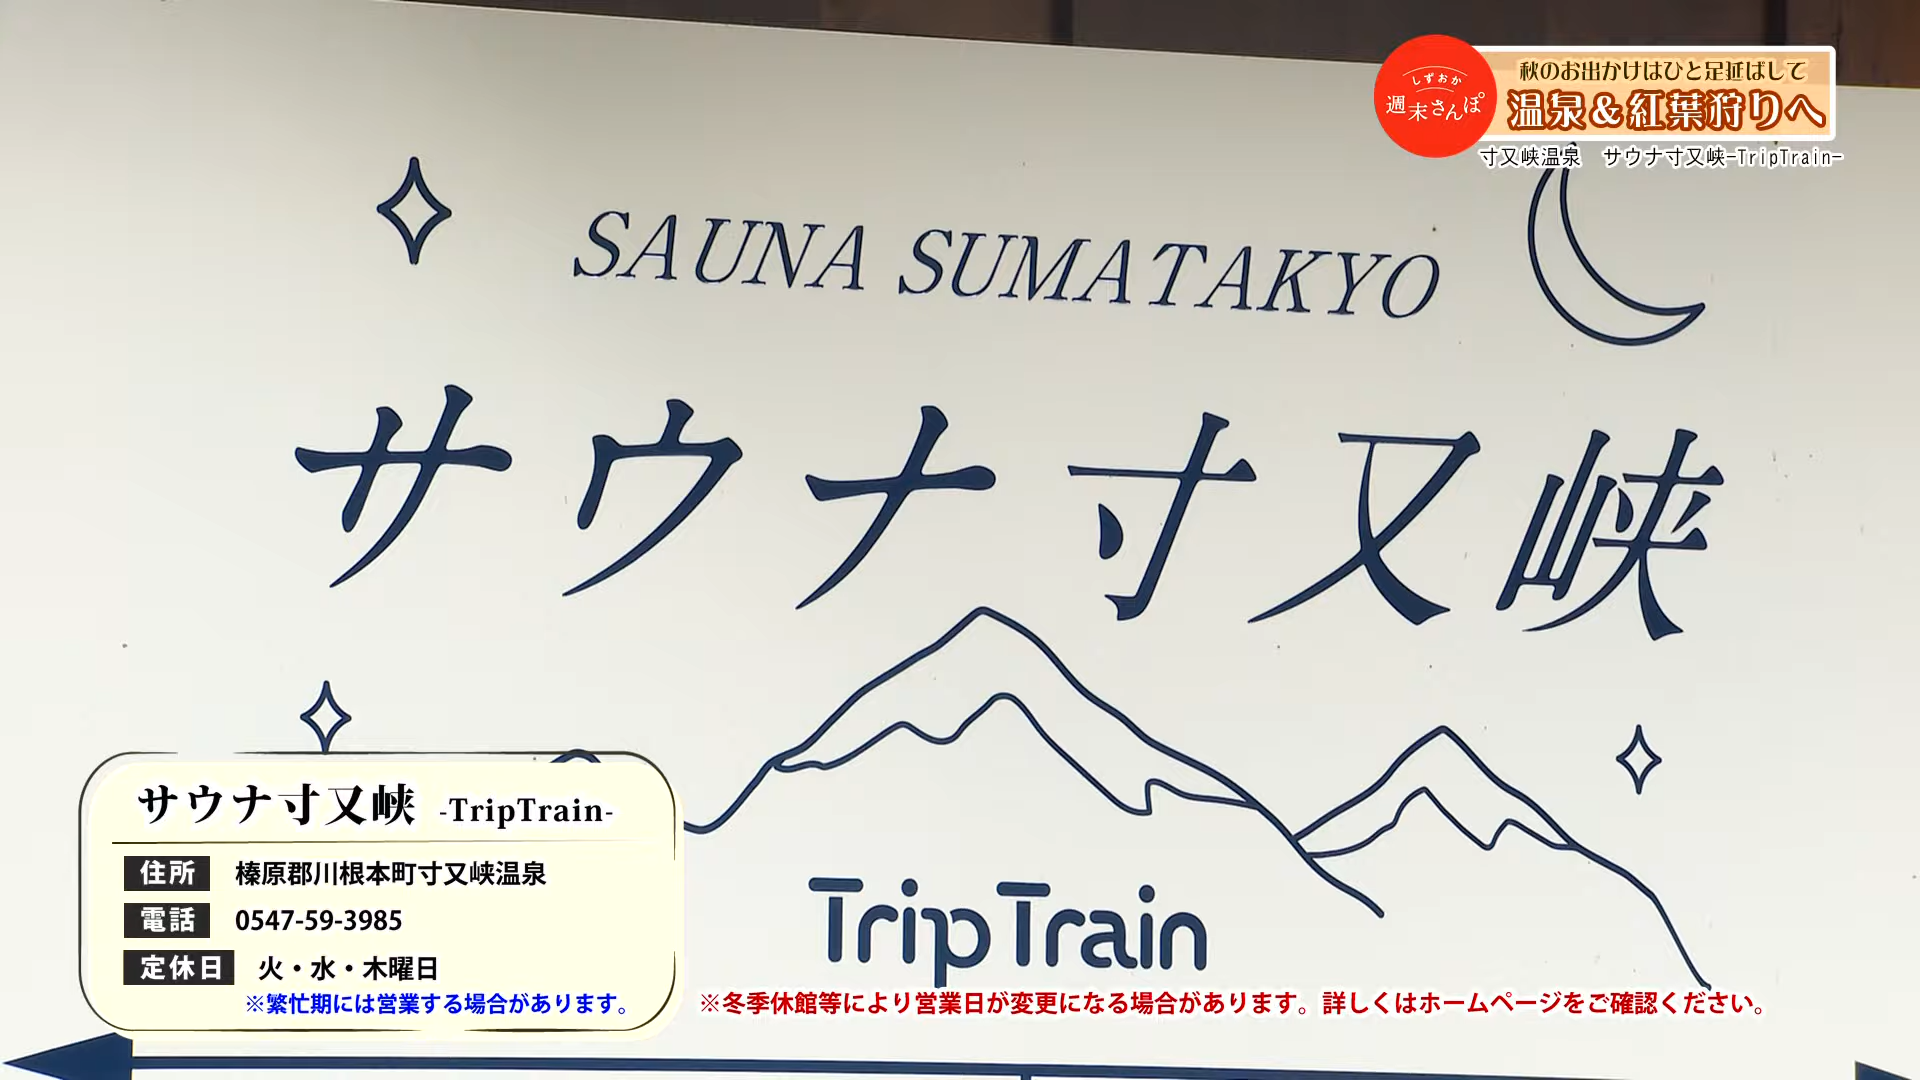 しずおか
週末さんぽ
秋のお出かけはひと足延ばして
温泉&紅葉狩りへ
寸又峡温泉 サウナ寸又峡-TripTrain-
SAUNA SUMATAKYO
サウナ寸又峡
TripTrain
サウナ寸又峡 -TripTrain-
住所 榛原郡川根本町寸又峡温泉
電話 0547-59-3985
定休日 火・水・木曜日
※繁忙期には営業する場合があります。
※冬季休館等により営業日が変更になる場合があります。詳しくはホームページをご確認ください。